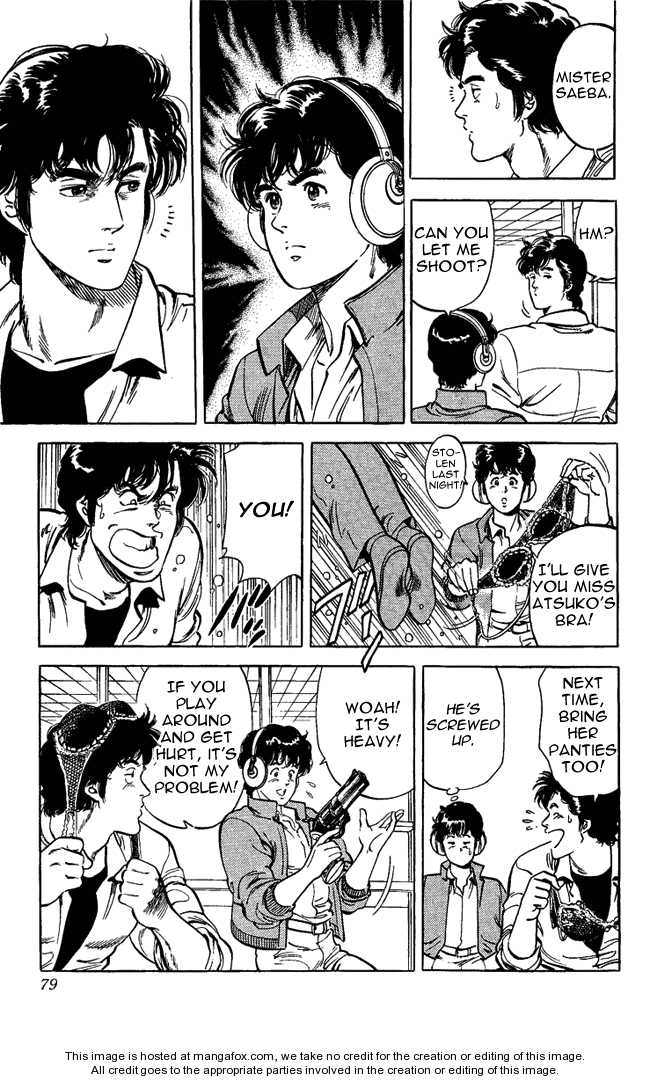 MISTER
SAEBA.
HM?
CAN YOU
LET ME
SHOOT?
STO-
LEN
LAST
NIGHT!
I'LL GIVE
YOU MISS
ATSUKO'S
BRA!
YOU!
NEXT
TIME,
BRING
HER
PANTIES
TOO!
HE'S
SCREWED
UP.
WOAH!
IT'S
HEAVY!
IF YOU
PLAY
AROUND
AND GET
HURT, IT'S
NOT MY
PROBLEM!
79
This image is hosted at mangafox.com, we take no credit for the creation or editing of this image.
All credit goes to the appropriate parties involved in the creation and editing of this image.